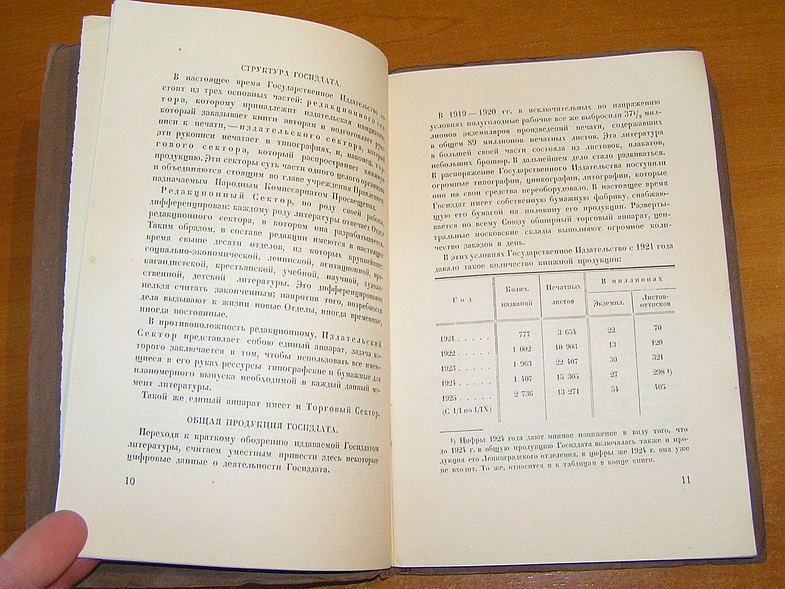 СТРУКТУРА ГОСИЗДАТА.
В настоящее время Государственное Издательство со-
стоит из трех основных частей: редакционного сек-
тора, которому принадлежит издательская инициатива,
который заказывает книги авторам и подготовляет руко-
писи к печати, — издательского сектора, который
эти рукописи печатает в типографиях, и, наконец, тор-
гового сектора, который распространяет книжную
продукцию. Эти секторы суть части одного целого организма
и объединяются стоящим во главе учреждения Правлением,
назначаемым Народным Комиссариатом Просвещения.
Редакционный Сектор, по роду своей работы,
дифференцирован: каждому роду литературы отвечает Отдел
редакционного сектора, в котором она разрабатывается.
Таким образом, в составе редакции имеются в настоящее
время свыше десяти отделов, из которых крупнейшие:
социально-экономической, ленинской, агитационной, про-
пагандистской, крестьянской, учебной, научной, художе-
ственной, детской литературы. Это дифференцирование
нельзя считать законченным; напротив того, потребности
дела вызывают к жизни новые Отделы, иногда временные,
иногда постоянные.
В противоположность редакционному, Издательский
Сектор представляет собою единый аппарат, задача ко-
торого заключается в том, чтобы использовать все имею-
щиеся в его руках ресурсы типографские и бумажные для
планомерного выпуска необходимой в каждый данный мо-
мент литературы.
Такой же единый аппарат имеет и Торговый Сектор.
ОБЩАЯ ПРОДУКЦИЯ ГОСИЗДАТА.
Переходя к краткому обозрению издаваемой Госиздатом
литературы, считаем уместным привести здесь некоторые
цифровые данные о деятельности Госиздата.
10
В 1919 — 1920 гг. в исключительных по напряжению
условиях полуголодные рабочие все же выбросили 37 1/2 мил-
лионов экземпляров произведений печати, содержавших
в общем 89 миллионов печатных листов. Эта литература
в большей своей части состояла из листовок, плакатов,
небольших брошюр. В дальнейшем дело стало развиваться.
В распоряжение Государственного Издательства поступили
огромные типографии, цинкографии, литографии, которые
оно на свои средства переоборудовало. В настоящее время
Госиздат имеет собственную бумажную фабрику, снабжаю-
щую его бумагой на половину его продукции. Разверты-
вается по всему Союзу обширный торговый аппарат, цен-
тральные московские склады выполняют огромное коли-
чество заказов в день.
В этих условиях Государственное Издательство с 1921 года
давало такое количество книжной продукции:
Год Колич. названий Печатных листов В миллионах Экземпл. Листов-оттисков
1921 . . . . . 777 3 634 22 70
1922 . . . . . 1 002 10 903 13 120
1923 . . . . . 1 963 22 407 30 321
1924 . . . . . 1 407 15 305 27 298 1)
1925 . . . . . 2 736 13 271 54 405
(С 1/I по 1/IX)
1) Цифры 1924 года дают мнимое понижение в виду того, что
до 1924 г. в общую продукцию Госиздата включалась также и про-
дукция его Ленинградского отделения, в цифры же 1924 г. она уже
не входит. То же, относится и к таблицам в конце книги.
11